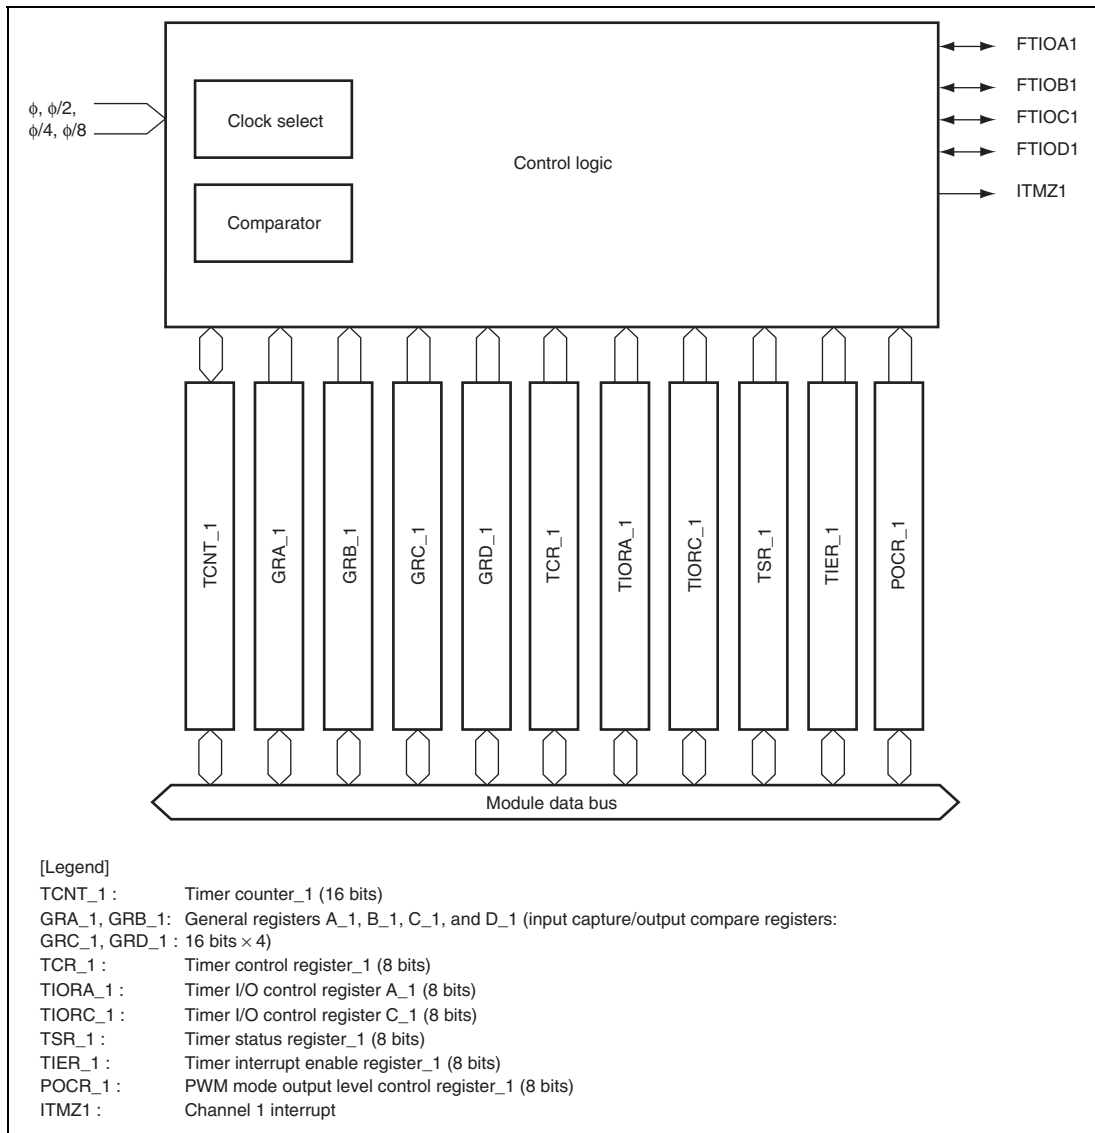 FTIOA1
φ, φ/2,
φ/4, φ/8
Clock select
FTIOB1
FTIOC1
FTIOD1
Control logic
ITMZ1
Comparator
TCNT_1
GRA_1
GRB_1
GRC_1
GRD_1
TCR_1
TIORA_1
TIORC_1
TSR_1
TIER_1
POCR_1
Module data bus
[Legend]
TCNT_1 : Timer counter_1 (16 bits)
GRA_1, GRB_1: General registers A_1, B_1, C_1, and D_1 (input capture/output compare registers:
GRC_1, GRD_1 : 16 bits × 4)
TCR_1 : Timer control register_1 (8 bits)
TIORA_1 : Timer I/O control register A_1 (8 bits)
TIORC_1 : Timer I/O control register C_1 (8 bits)
TSR_1 : Timer status register_1 (8 bits)
TIER_1 : Timer interrupt enable register_1 (8 bits)
POCR_1 : PWM mode output level control register_1 (8 bits)
ITMZ1 : Channel 1 interrupt